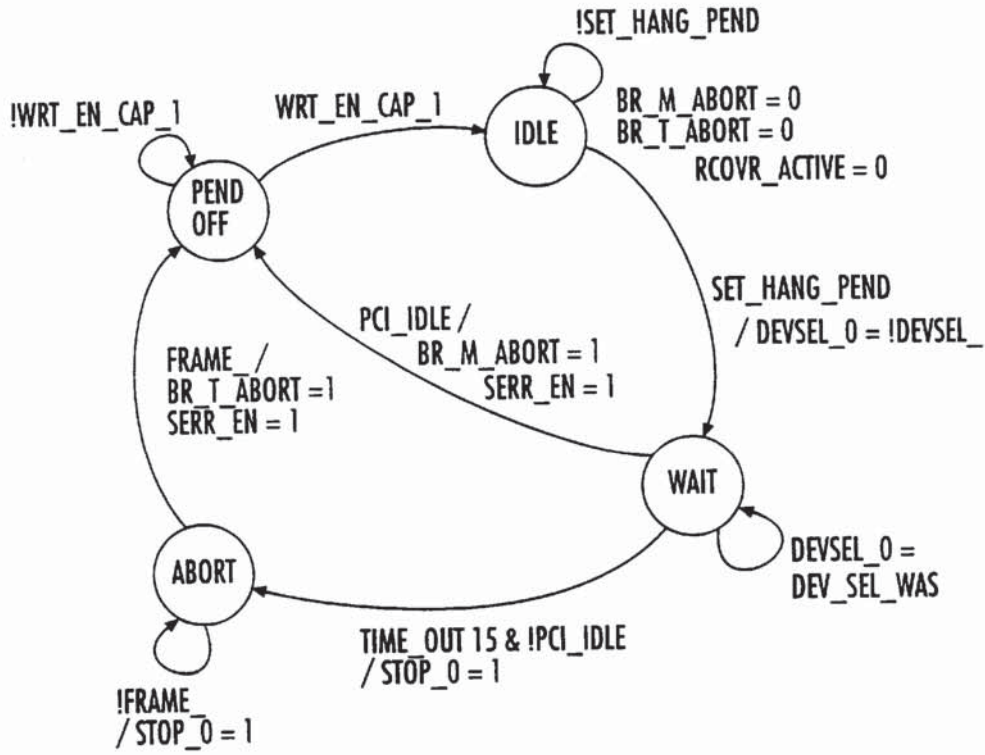 !SET_HANG_PEND
!WRT_EN_CAP_1
WRT_EN_CAP_1
IDLE
BR_M_ABORT = 0
BR_T_ABORT = 0
RCOVR_ACTIVE = 0
PEND
OFF
SET_HANG_PEND
/ DEVSEL_0 = !DEVSEL_
PCI_IDLE /
BR_M_ABORT = 1
SERR_EN = 1
FRAME_ /
BR_T_ABORT =1
SERR_EN = 1
WAIT
DEVSEL_0 =
DEV_SEL_WAS
ABORT
TIME_OUT 15 & !PCI_IDLE
/ STOP_0 = 1
!FRAME_
/ STOP_0 = 1